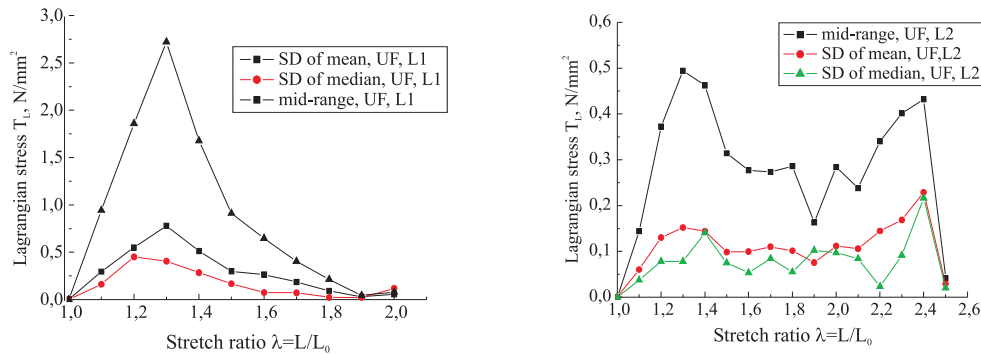 3,0
2,5
2,0
1,5
1,0
0,5
0,0
Lagrangian stress T_L, N/mm²
SD of mean, UF, L1
SD of median, UF, L1
mid-range, UF, L1
1,0 1,2 1,4 1,6 1,8 2,0
Stretch ratio λ=L/L₀
0,6
0,5
0,4
0,3
0,2
0,1
0,0
Lagrangian stress T_L, N/mm²
mid-range, UF, L2
SD of mean, UF,L2
SD of median, UF, L2
1,0 1,2 1,4 1,6 1,8 2,0 2,2 2,4 2,6
Stretch ratio λ=L/L₀